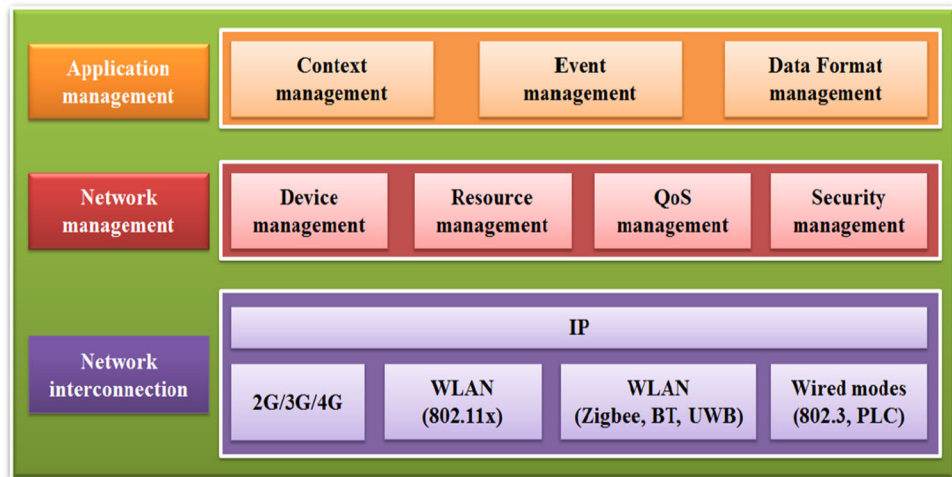 Application
management
Context
management
Event
management
Data Format
management
Network
management
Device
management
Resource
management
QoS
management
Security
management
Network
interconnection
IP
2G/3G/4G
WLAN
(802.11x)
WLAN
(Zigbee, BT, UWB)
Wired modes
(802.3, PLC)